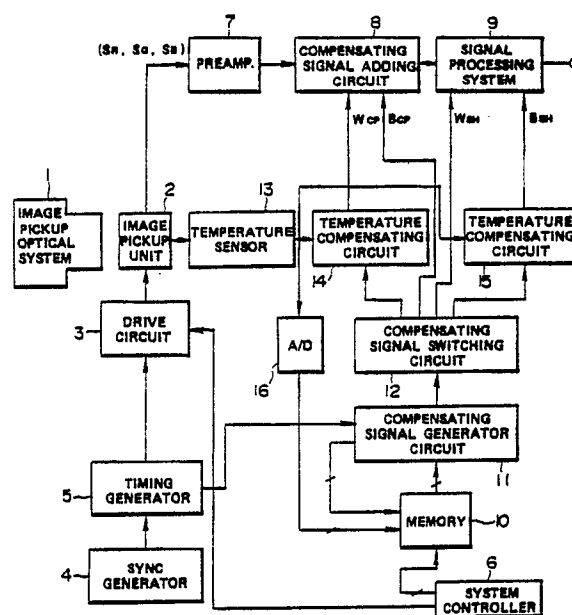 7
8
9
(SR, SG, SB)
PREAMP.
COMPENSATING
SIGNAL ADDING
CIRCUIT
SIGNAL
PROCESSING
SYSTEM
WCP
BCP
WSH
BSH
1
2
13
IMAGE
PICKUP
OPTICAL
SYSTEM
IMAGE
PICKUP
UNIT
TEMPERATURE
SENSOR
TEMPERATURE
COMPENSATING
CIRCUIT
14
TEMPERATURE
COMPENSATING
CIRCUIT
15
3
DRIVE
CIRCUIT
A/D
16
COMPENSATING
SIGNAL SWITCHING
CIRCUIT
12
COMPENSATING
SIGNAL GENERATOR
CIRCUIT
11
5
TIMING
GENERATOR
MEMORY
10
4
SYNC
GENERATOR
6
SYSTEM
CONTROLLER